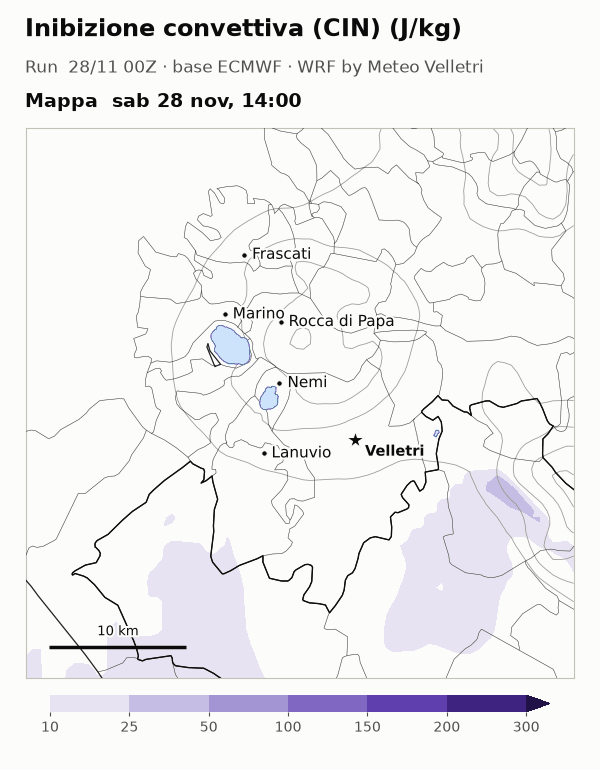 Inibizione convettiva (CIN) (J/kg)
Run  28/11 00Z · base ECMWF · WRF by Meteo Velletri
Mappa  sab 28 nov, 14:00
Frascati
Marino
Rocca di Papa
Nemi
Velletri
Lanuvio
10 km
10 25 50 100 150 200 300